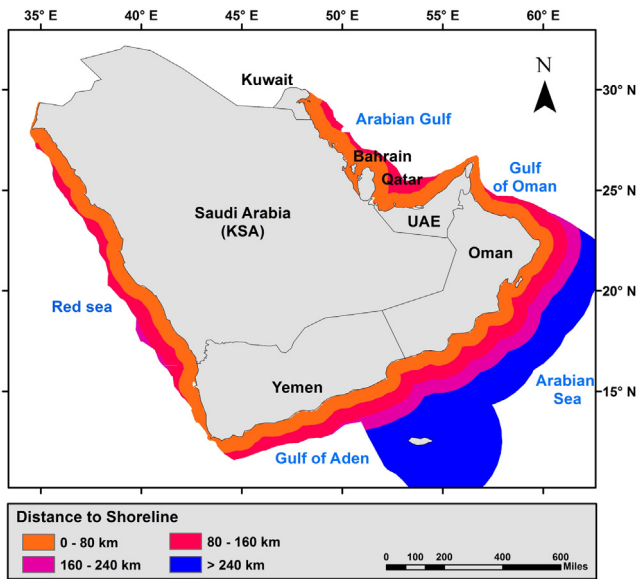 35° E 40° E 45° E 50° E 55° E 60° E
N
30° N
25° N
20° N
15° N
Kuwait
Arabian Gulf
Bahrain
Qatar
Gulf
of Oman
Saudi Arabia
(KSA)
UAE
Oman
Red sea
Yemen
Arabian
Sea
Gulf of Aden
Distance to Shoreline
0 - 80 km
80 - 160 km
160 - 240 km
> 240 km
0 100 200 400 600
Miles